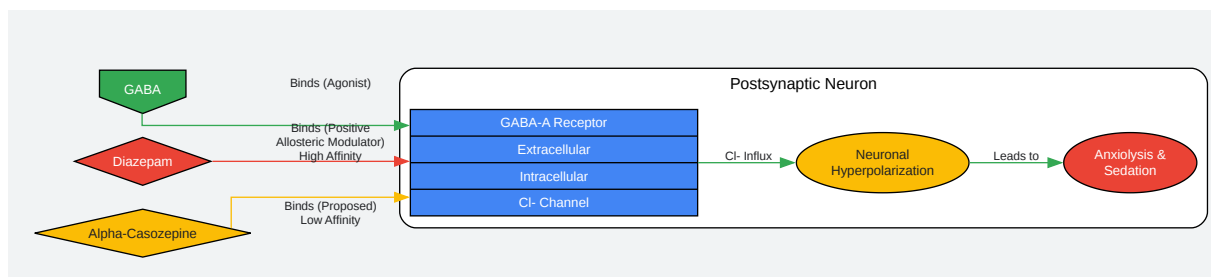 Postsynaptic Neuron
GABA
Binds (Agonist)
GABA-A Receptor
Extracellular
Intracellular
Cl- Channel
Binds (Positive
Allosteric Modulator)
High Affinity
Diazepam
Cl- Influx
Neuronal
Hyperpolarization
Leads to
Anxiolysis &
Sedation
Binds (Proposed)
Low Affinity
Alpha-Casozepine